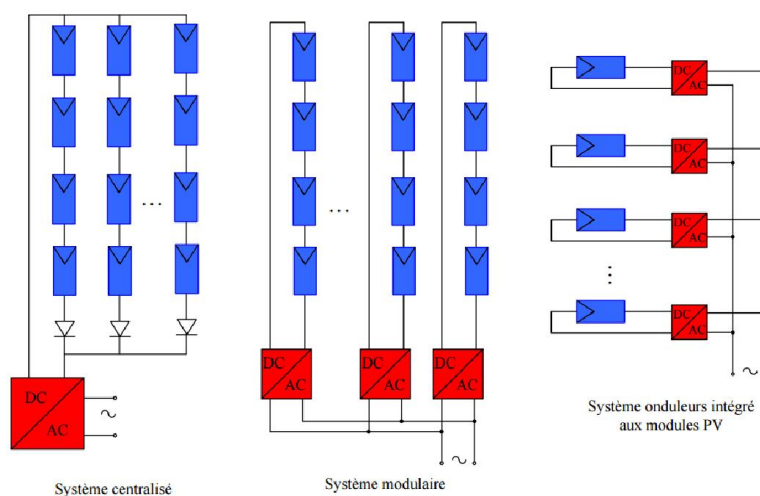 DC
AC
~
Système centralisé
DC
AC
DC
AC
DC
AC
~
Système modulaire
DC
AC
DC
AC
DC
AC
DC
AC
~
Système onduleurs intégré
aux modules PV